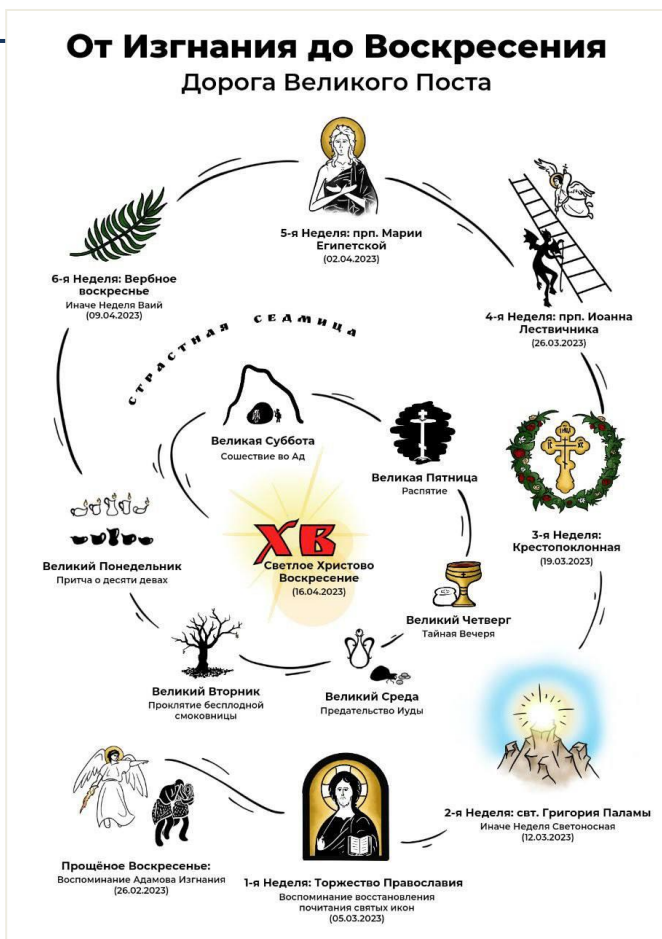 От Изгнания до Воскресения
Дорога Великого Поста
5-я Неделя: прп. Марии
Египетской
(02.04.2023)
6-я Неделя: Вербное
воскреснье
Иначе Неделя Ваий
(09.04.2023)
4-я Неделя: прп. Иоанна
Лествичника
(26.03.2023)
СТРАСТНАЯ СЕДМИЦА
Великая Суббота
Сошествие во Ад
Великая Пятница
Распятие
3-я Неделя:
Крестопоклонная
(19.03.2023)
Великий Понедельник
Притча о десяти девах
ХВ
Светлое Христово
Воскресение
(16.04.2023)
Великий Четверг
Тайная Вечеря
Великий Вторник
Проклятие бесплодной
смоковницы
Великий Среда
Предательство Иуды
2-я Неделя: свт. Григория Паламы
Иначе Неделя Светоносная
(12.03.2023)
Прощёное Воскресенье:
Воспоминание Адамова Изгнания
(26.02.2023)
1-я Неделя: Торжество Православия
Воспоминание восстановления
почитания святых икон
(05.03.2023)